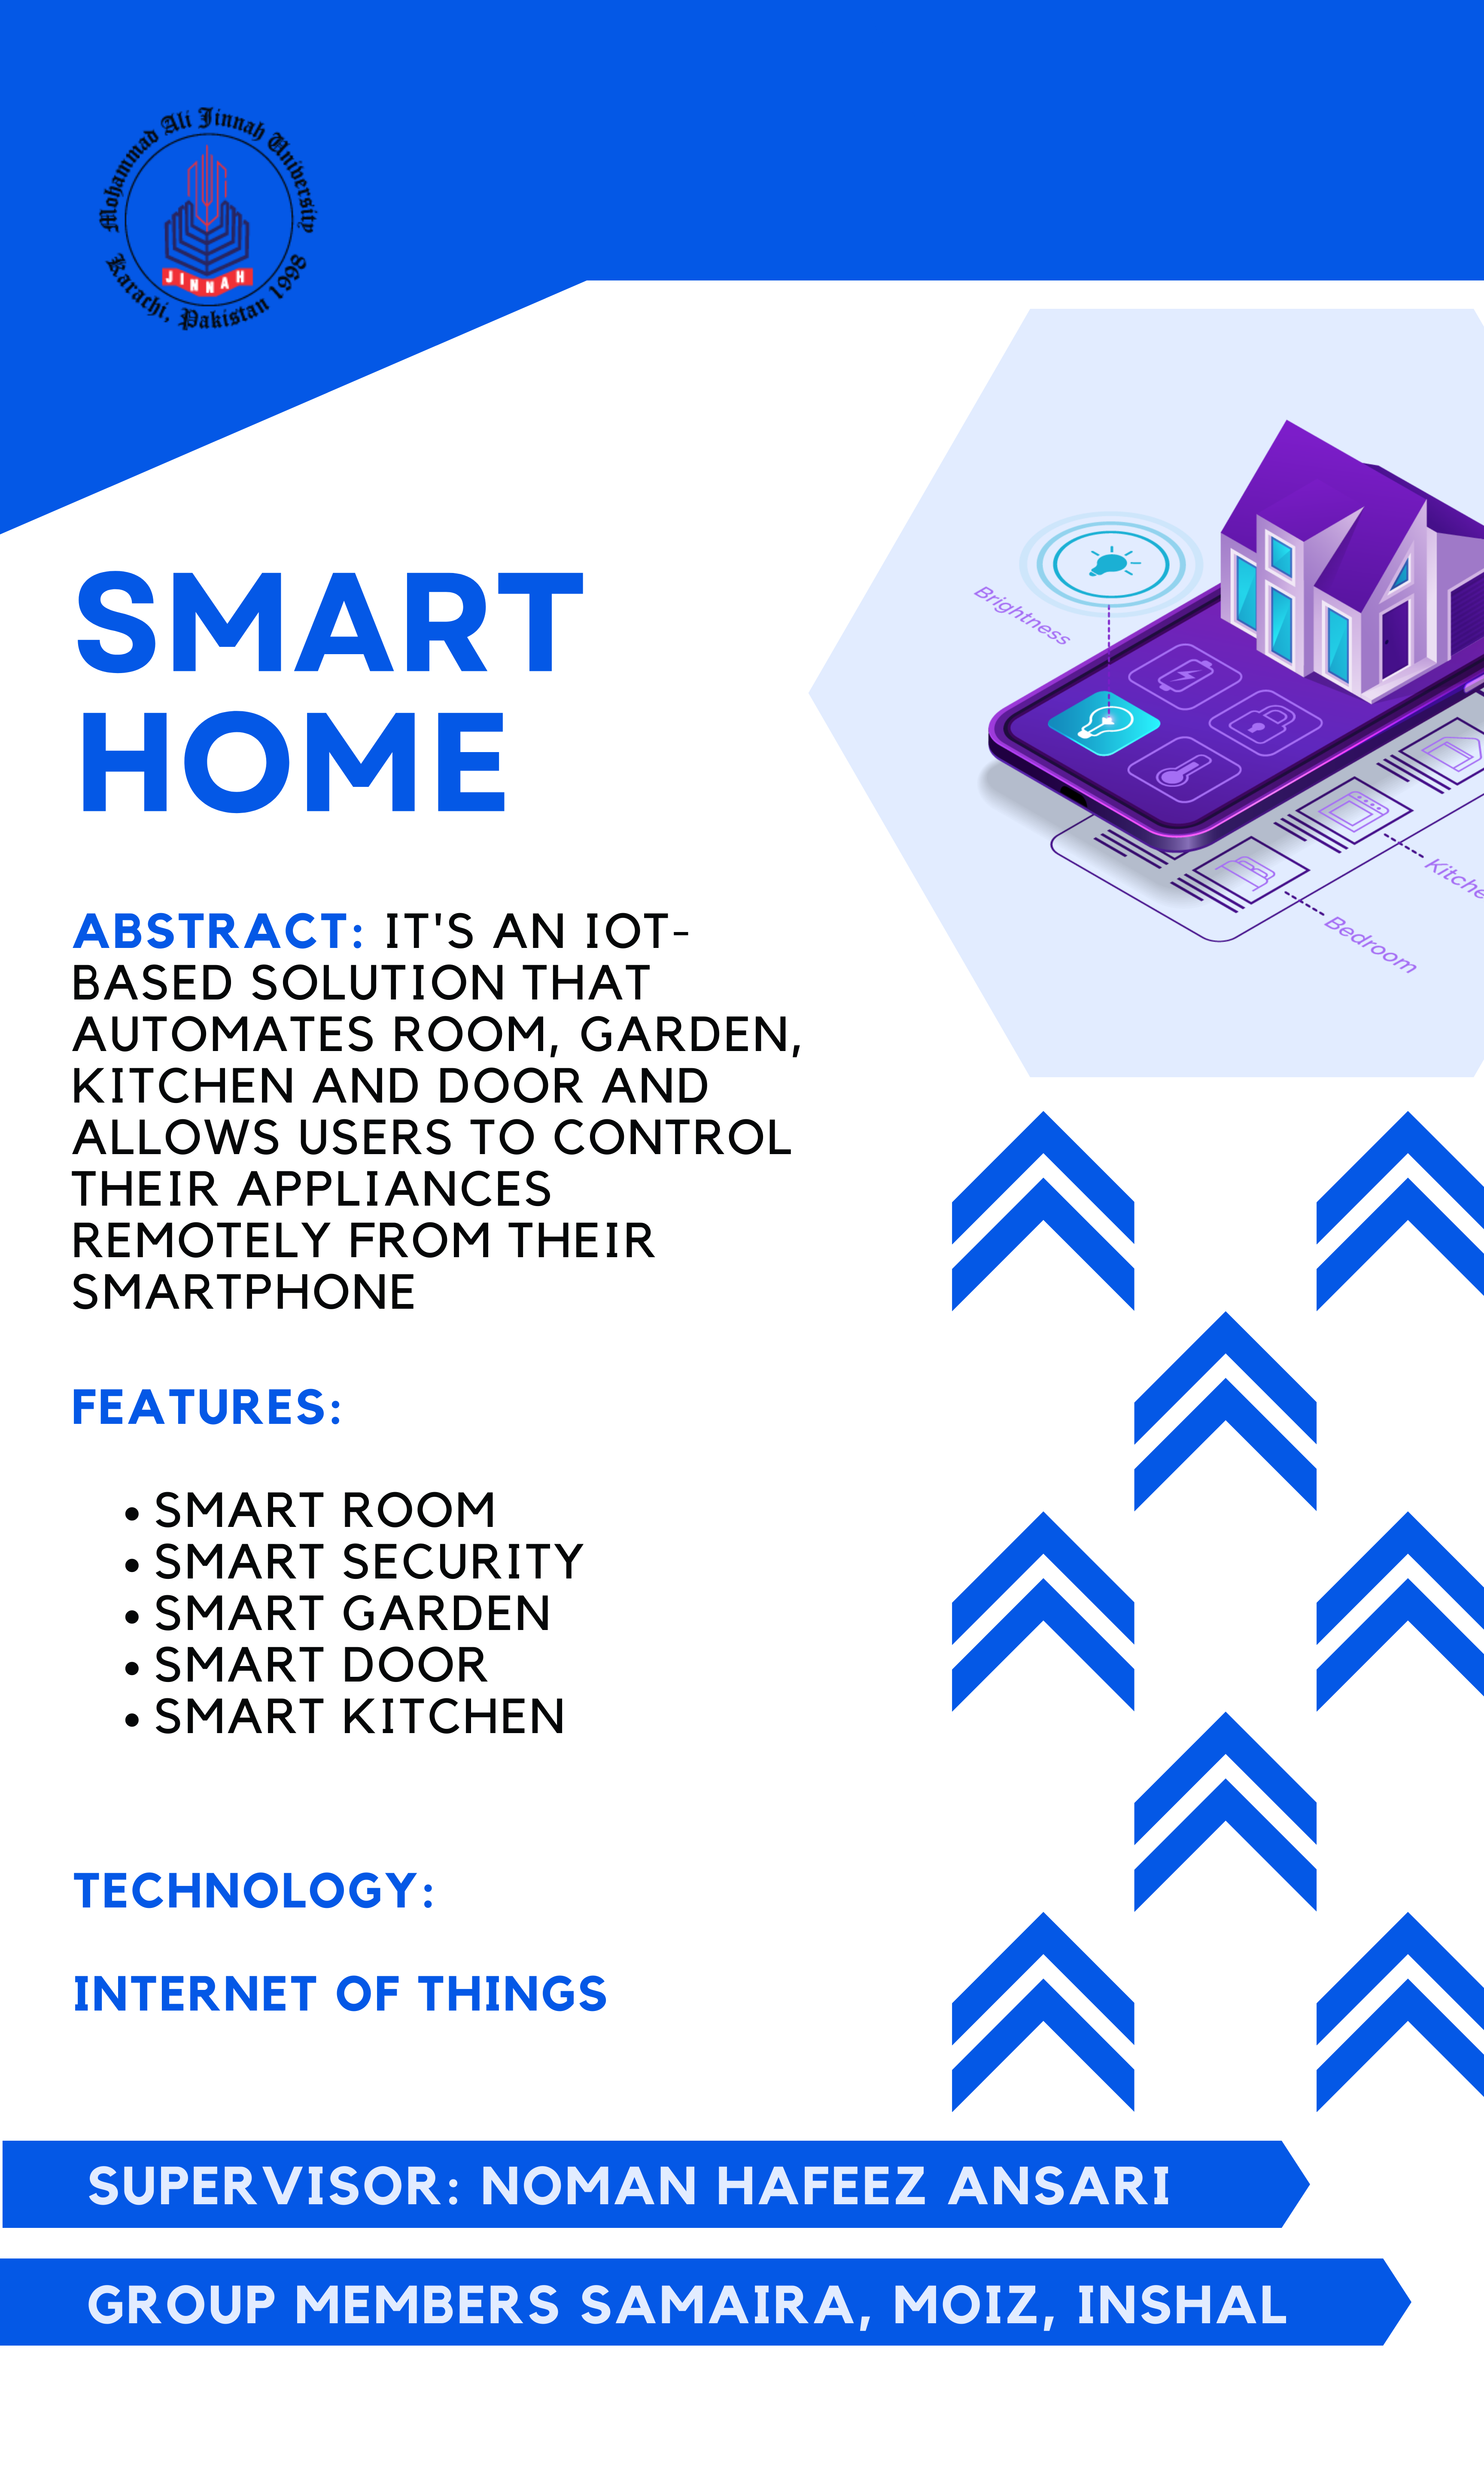 Mohammad Ali Jinnah University
JINNAH
Karachi, Pakistan 1998
SMART
HOME
Brightness
Kitche
Bedroom
ABSTRACT: IT'S AN IOT-
BASED SOLUTION THAT
AUTOMATES ROOM, GARDEN,
KITCHEN AND DOOR AND
ALLOWS USERS TO CONTROL
THEIR APPLIANCES
REMOTELY FROM THEIR
SMARTPHONE
FEATURES:
• SMART ROOM
• SMART SECURITY
• SMART GARDEN
• SMART DOOR
• SMART KITCHEN
TECHNOLOGY:
INTERNET OF THINGS
SUPERVISOR: NOMAN HAFEEZ ANSARI
GROUP MEMBERS SAMAIRA, MOIZ, INSHAL